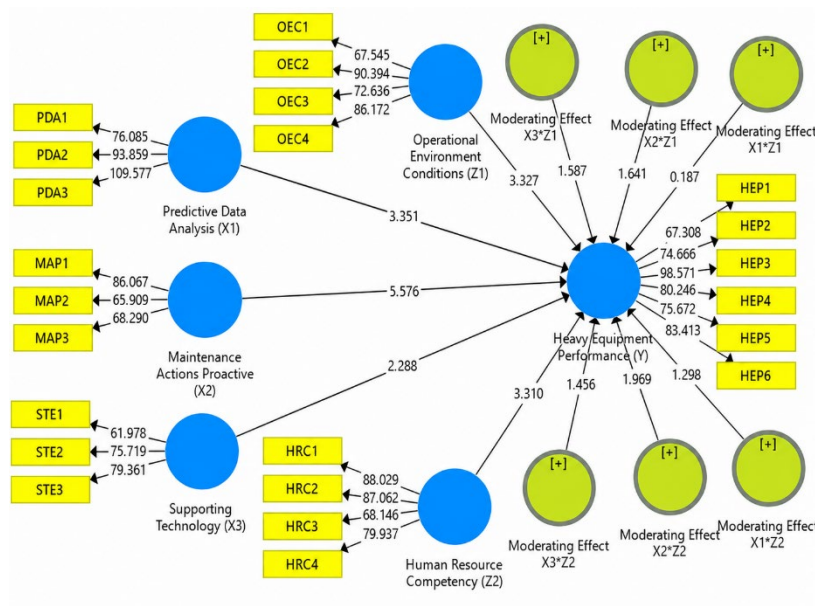 OEC1
OEC2
OEC3
OEC4
67.545
90.394
72.636
86.172
Operational
Environment
Conditions (Z1)
[+]
Moderating Effect
X3*Z1
[+]
Moderating Effect
X2*Z1
[+]
Moderating Effect
X1*Z1
PDA1
PDA2
PDA3
76.085
93.859
109.577
Predictive Data
Analysis (X1)
3.327
1.587
1.641
0.187
3.351
MAP1
MAP2
MAP3
86.067
65.909
68.290
Maintenance
Actions Proactive
(X2)
5.576
Heavy Equipment
Performance (Y)
67.308
74.666
98.571
80.246
75.672
83.413
HEP1
HEP2
HEP3
HEP4
HEP5
HEP6
STE1
STE2
STE3
61.978
75.719
79.361
Supporting
Technology (X3)
2.288
3.310
1.456
1.969
1.298
HRC1
HRC2
HRC3
HRC4
88.029
87.062
68.146
79.937
Human Resource
Competency (Z2)
[+]
Moderating Effect
X3*Z2
[+]
Moderating Effect
X2*Z2
[+]
Moderating Effect
X1*Z2